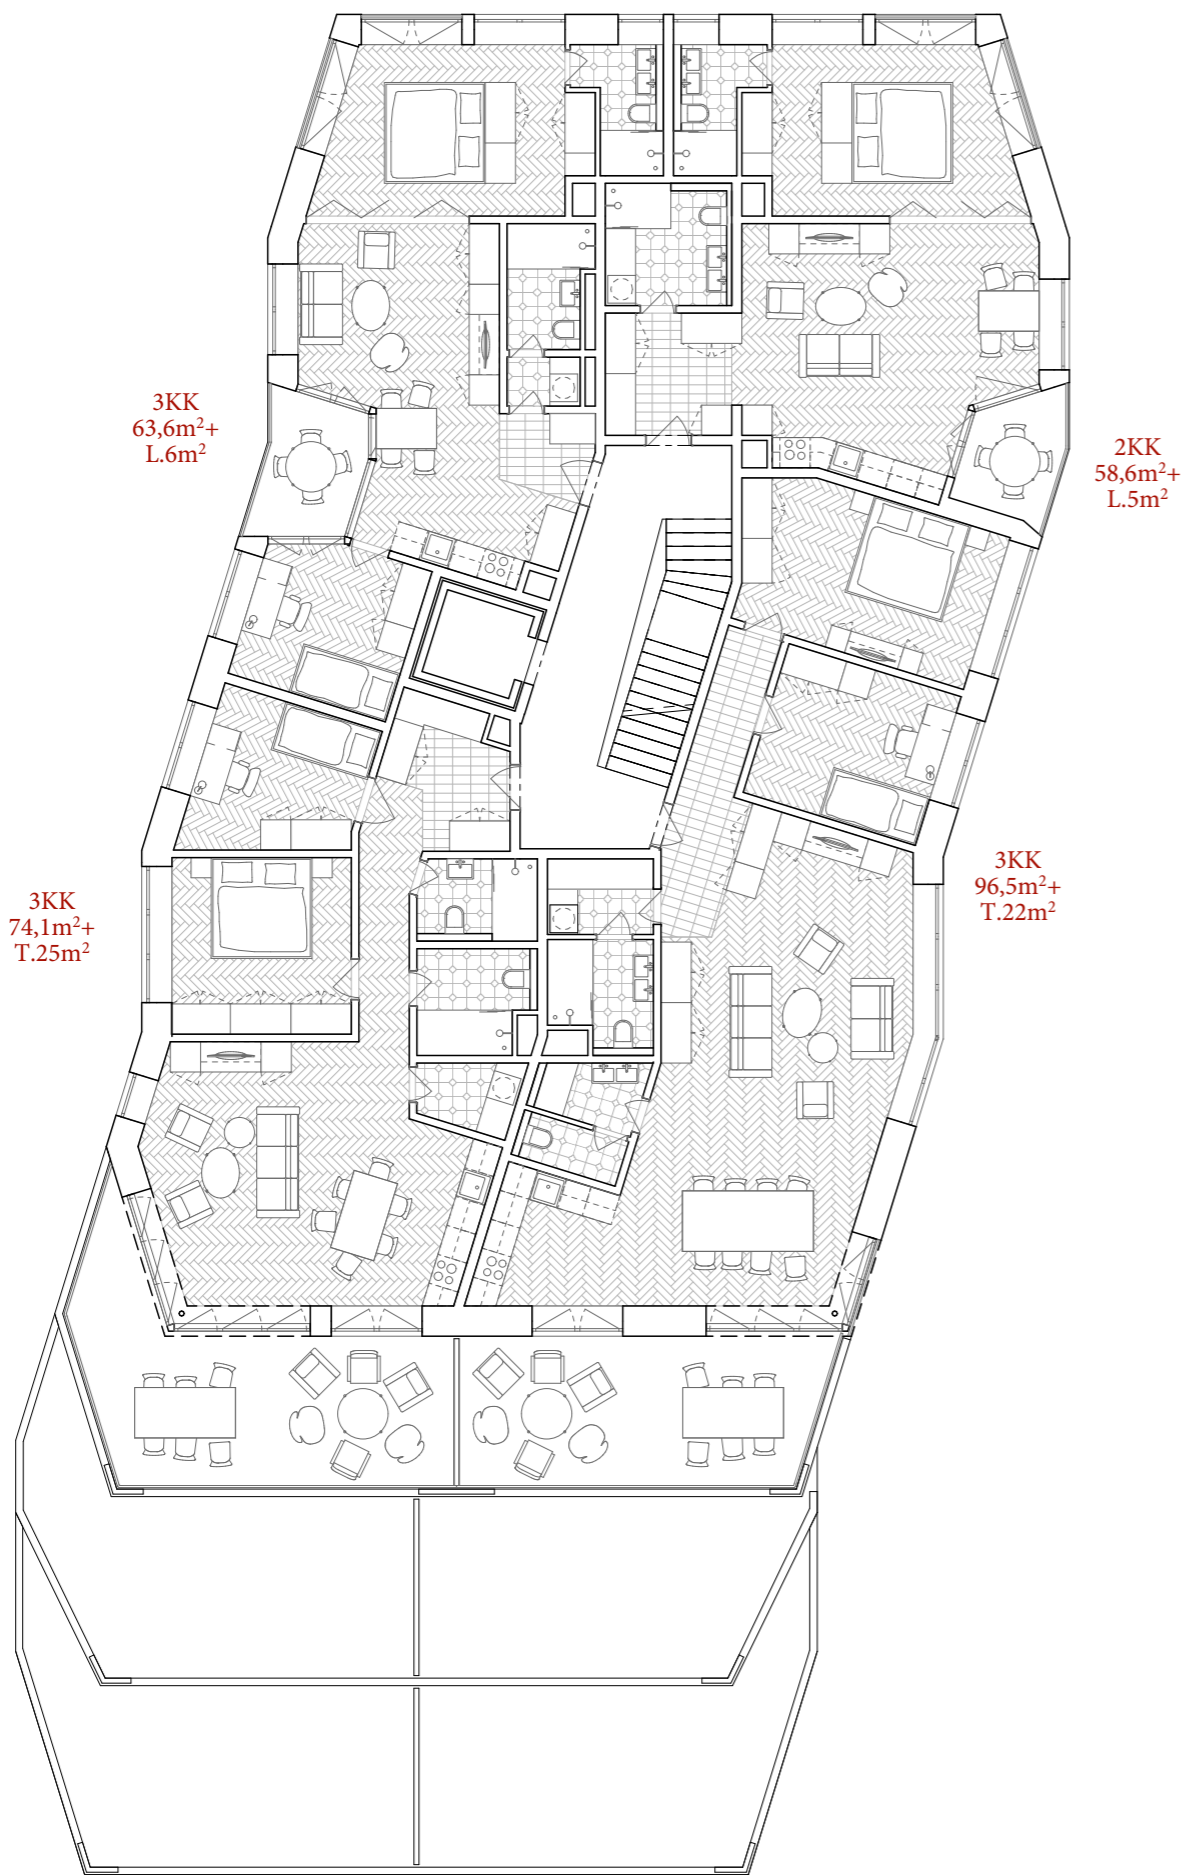 3KK
63,6m²+
L.6m²
2KK
58,6m²+
L.5m²
3KK
74,1m²+
T.25m²
3KK
96,5m²+
T.22m²